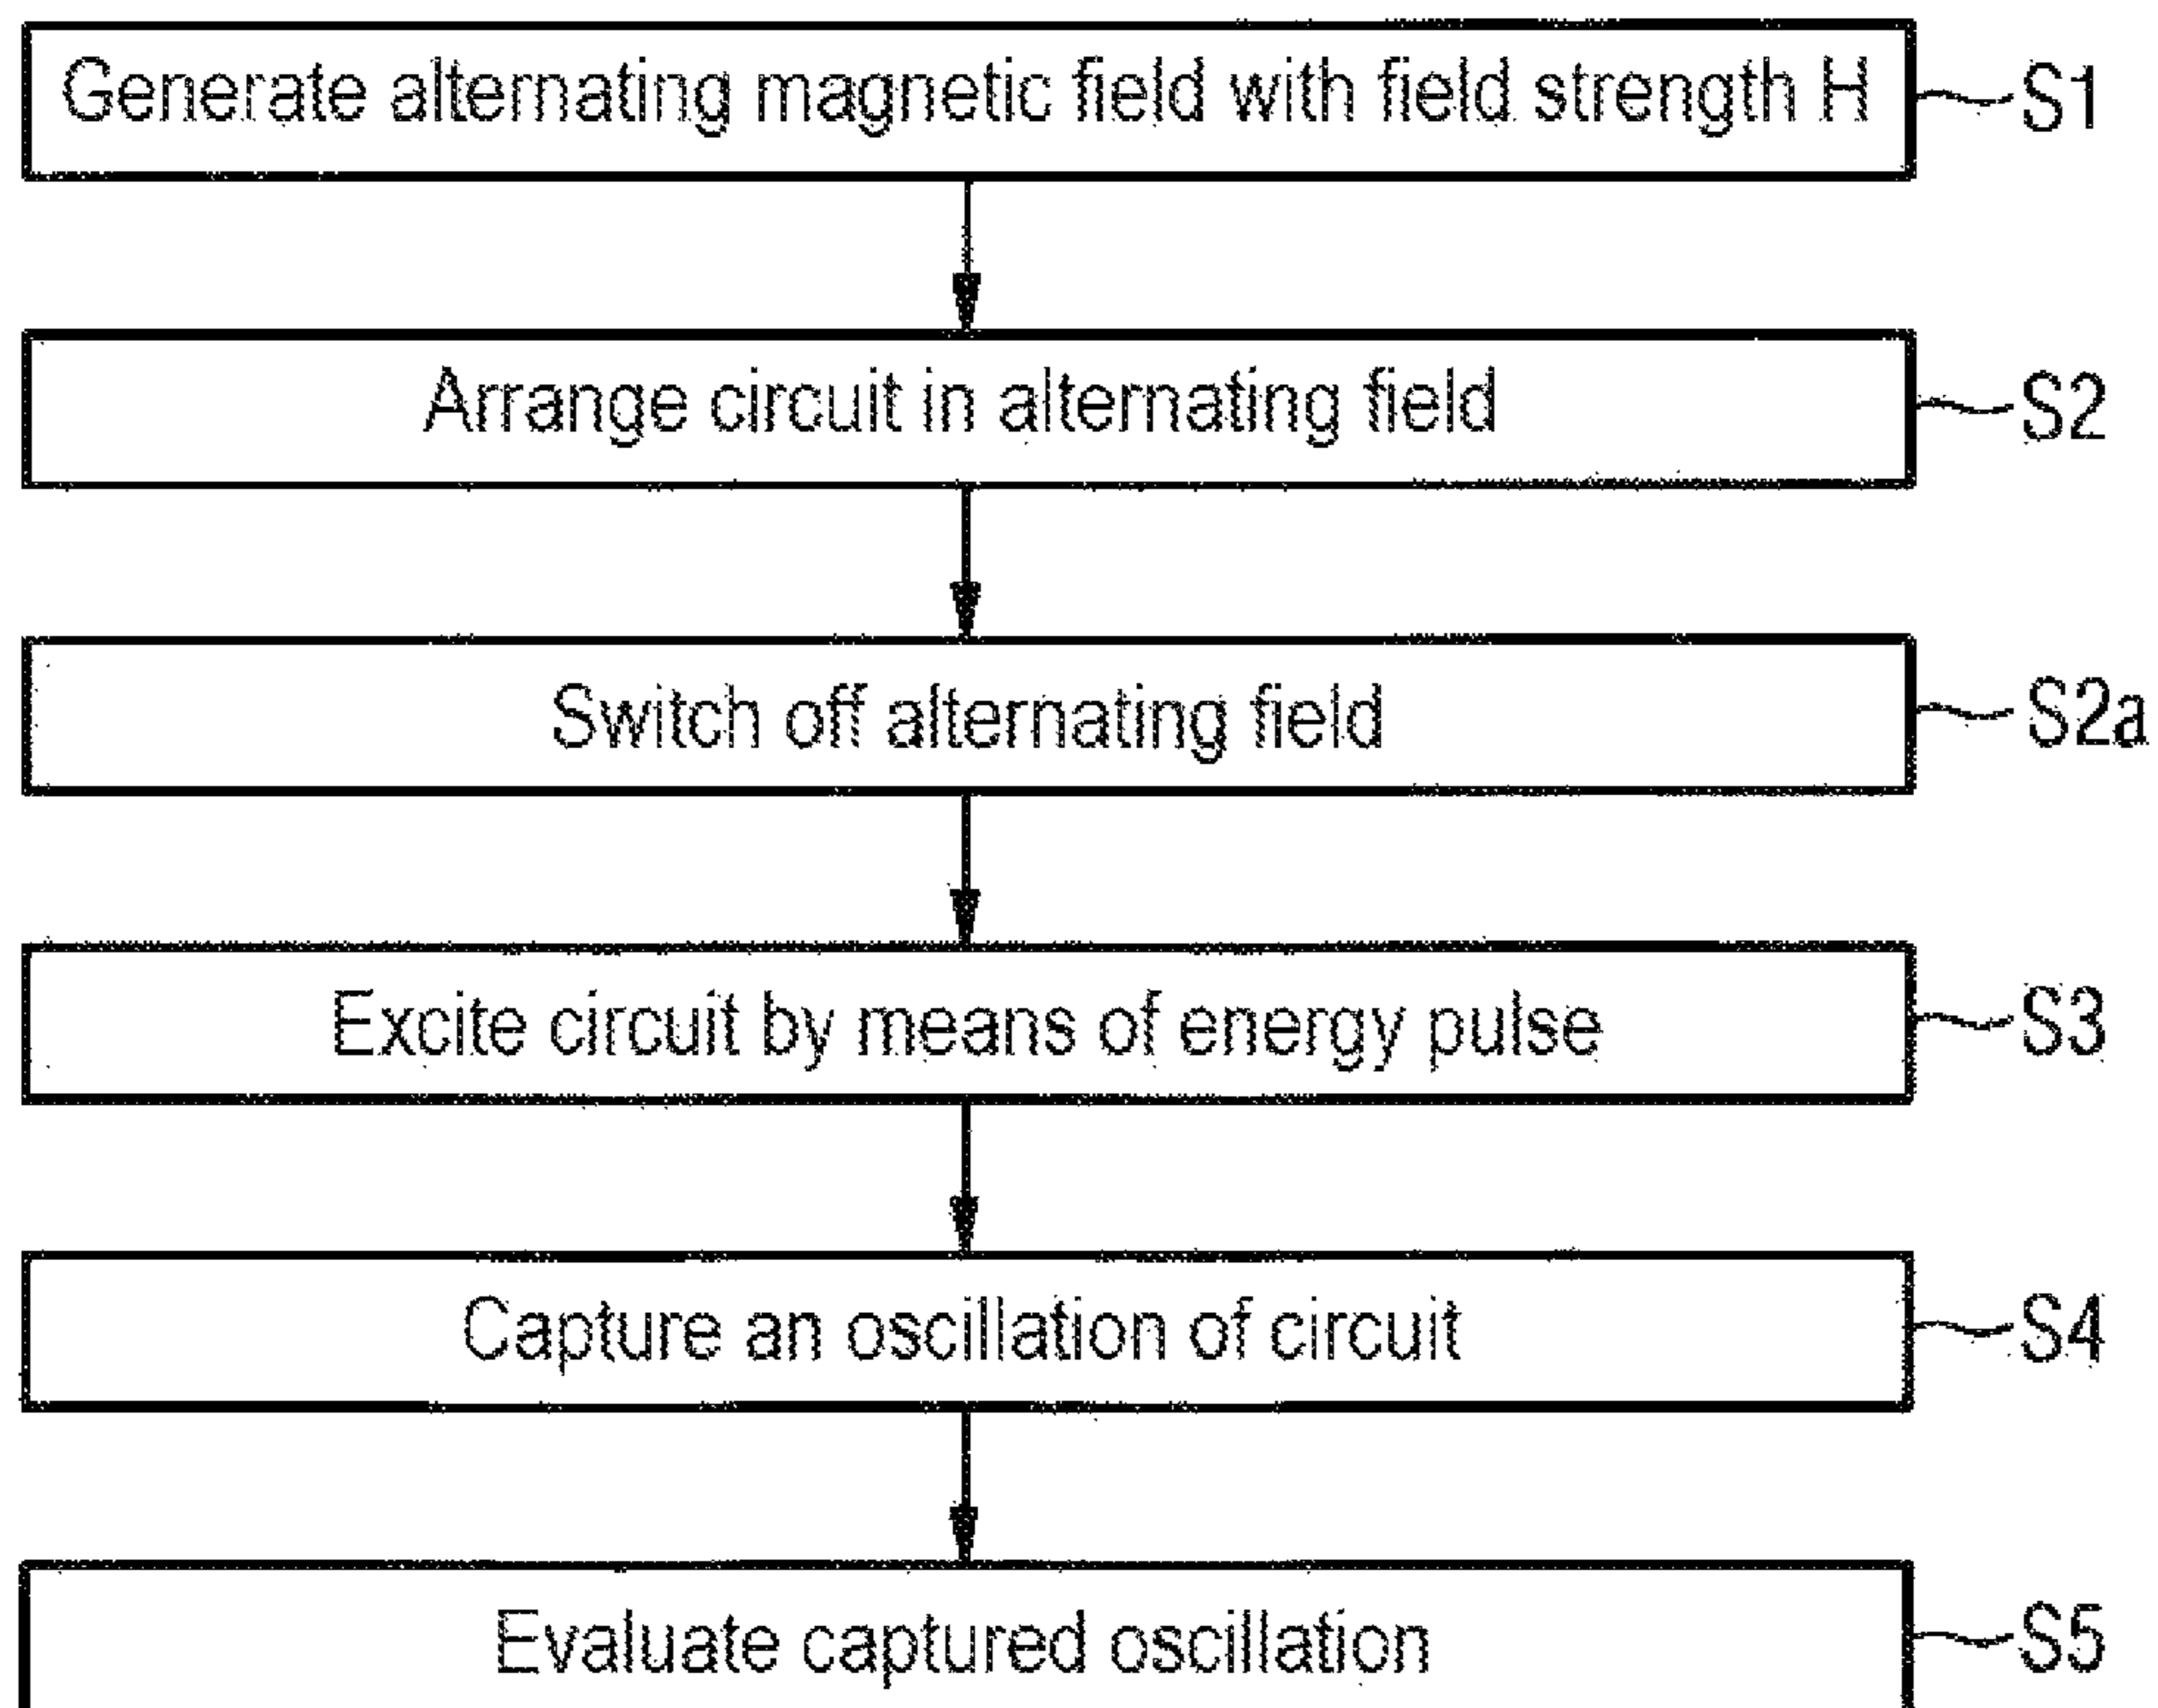 Generate alternating magnetic field with field strength H S1
Arrange circuit in alternating field S2
Switch off alternating field S2a
Excite circuit by means of energy pulse S3
Capture an oscillation of circuit S4
Evaluate captured oscillation S5